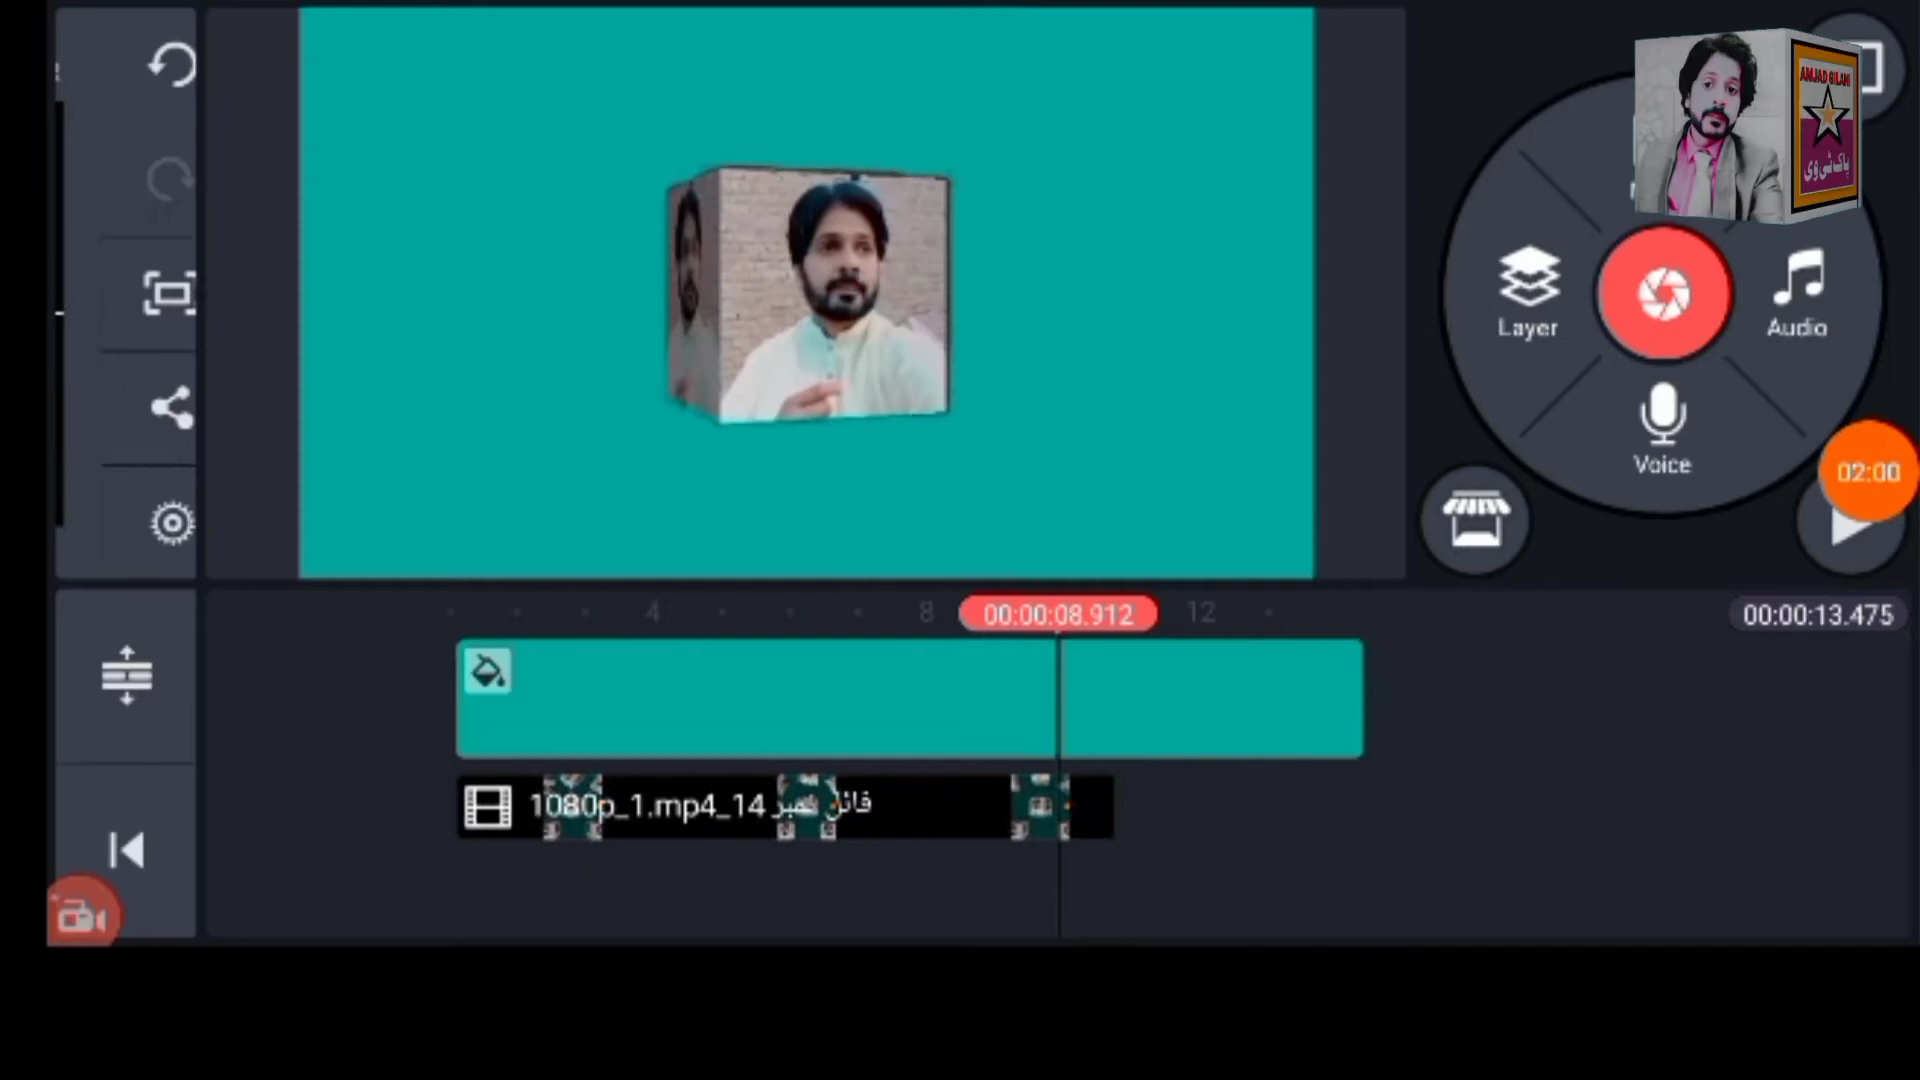 AMJAD GILANI
پاک ٹی وی
Layer
Audio
Voice
02:00
4
8
00:00:08.912
12
00:00:13.475
1080p_1.mp4_14 فائل نمبر